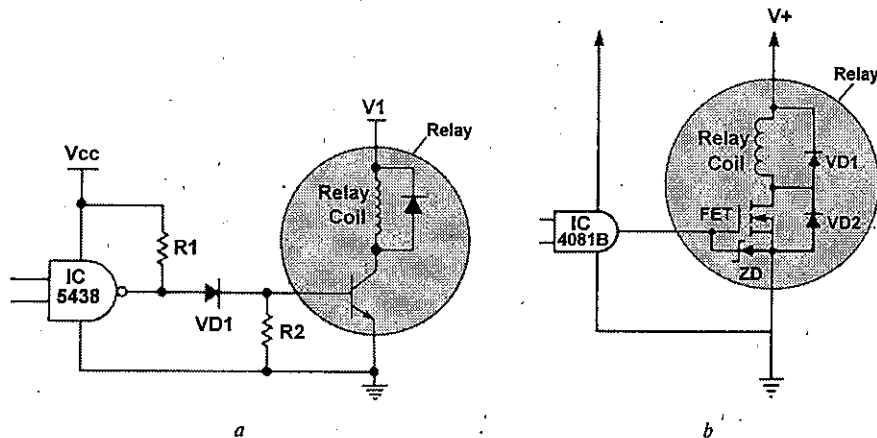 V1
Relay
Vcc
Relay
Coil
R1
IC
5438
VD1
R2
a
V+
Relay
Relay
Coil
VD1
FET
IC
4081B
VD2
ZD
b